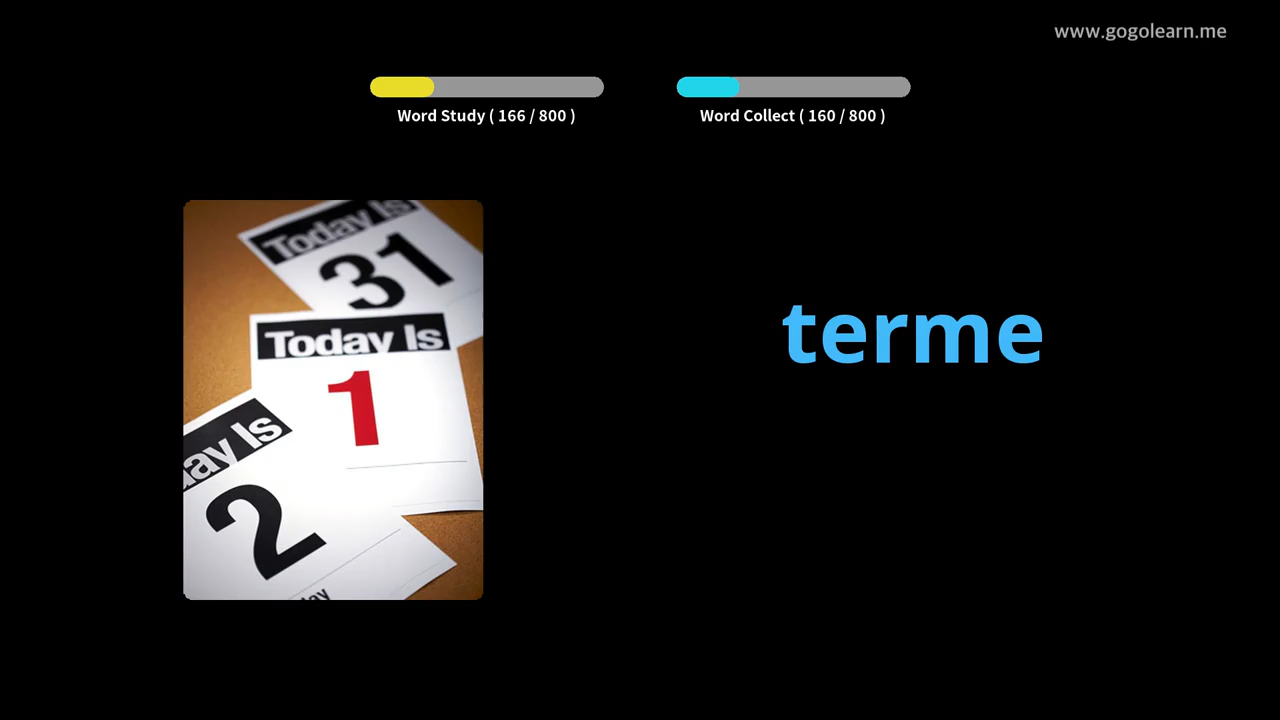 www.gogolearn.me
Word Study ( 166 / 800 )
Word Collect ( 160 / 800 )
Today Is
31
Today Is
1
terme
ay Is
2
ay